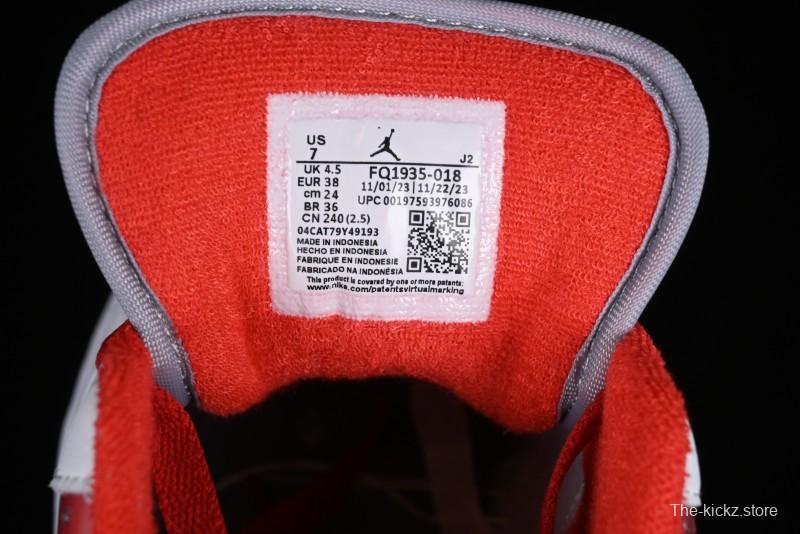 US
7
J2
UK 4.5
EUR 38
cm 24
BR 36
CN 240 (2.5)
FQ1935-018
11/01/23 | 11/22/23
UPC 00197593976086
04CAT79Y49193
MADE IN INDONESIA
HECHO EN INDONESIA
FABRIQUE EN INDONESIE
FABRICADO NA INDONÉSIA
This product is covered by one or more patents:
www.nike.com/patentsvirtualmarking
The-kickz.store